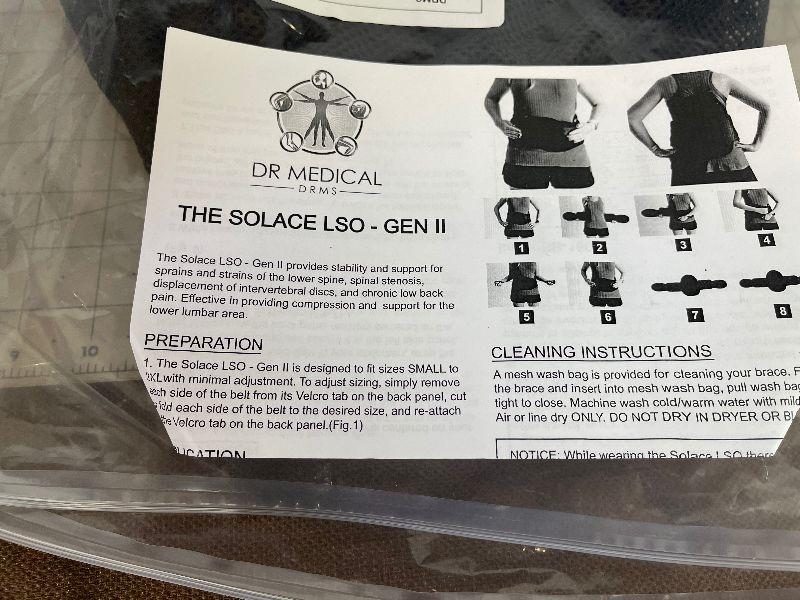 DR MEDICAL
DRMS
THE SOLACE LSO - GEN II
The Solace LSO - Gen II provides stability and support for
sprains and strains of the lower spine, spinal stenosis,
displacement of intervertebral discs, and chronic low back
pain. Effective in providing compression and support for the
lower lumbar area.
PREPARATION
1. The Solace LSO - Gen II is designed to fit sizes SMALL to
XL with minimal adjustment. To adjust sizing, simply remove
each side of the belt from its Velcro tab on the back panel, cut
fold each side of the belt to the desired size, and re-attach
the Velcro tab on the back panel.(Fig.1)
1
2
3
4
5
6
7
8
CLEANING INSTRUCTIONS
A mesh wash bag is provided for cleaning your brace. F
the brace and insert into mesh wash bag, pull wash bag
tight to close. Machine wash cold/warm water with mild
Air or line dry ONLY. DO NOT DRY IN DRYER OR BL
NOTICE: While wearing the Solace LSO there
9
10